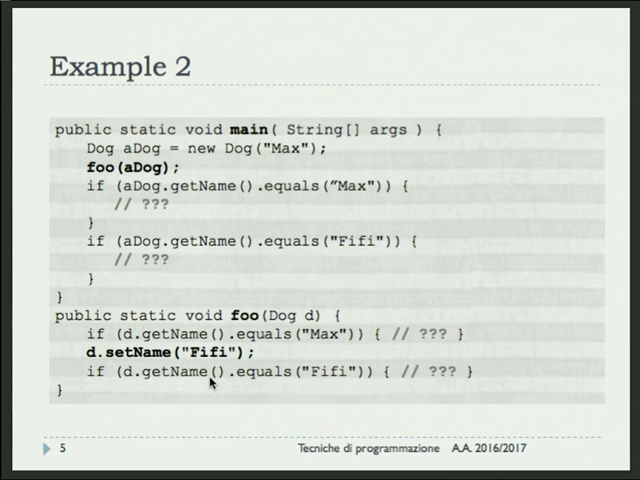 Example 2
public static void main( String[] args ) {
Dog aDog = new Dog("Max");
foo(aDog);
if (aDog.getName().equals("Max")) {
// ???
}
if (aDog.getName().equals("Fifi")) {
// ???
}
}
public static void foo(Dog d) {
if (d.getName().equals("Max")) { // ??? }
d.setName("Fifi");
if (d.getName().equals("Fifi")) { // ??? }
}
5 Tecniche di programmazione A.A. 2016/2017